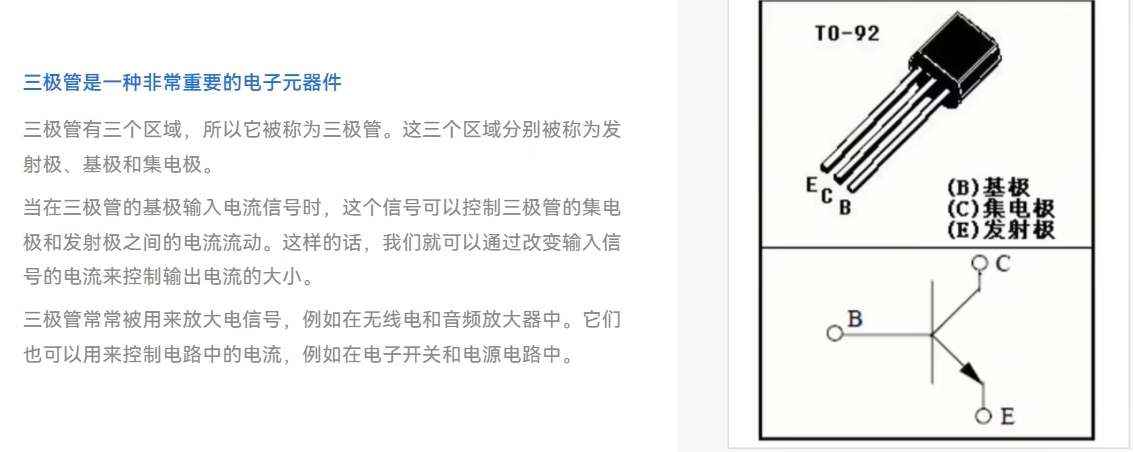 三极管是一种非常重要的电子元器件
三极管有三个区域，所以它被称为三极管。这三个区域分别被称为发
射极、基极和集电极。
当在三极管的基极输入电流信号时，这个信号可以控制三极管的集电
极和发射极之间的电流流动。这样的话，我们就可以通过改变输入信
号的电流来控制输出电流的大小。
三极管常常被用来放大电信号，例如在无线电和音频放大器中。它们
也可以用来控制电路中的电流，例如在电子开关和电源电路中。
TO-92
E
C
B
(B)基极
(C)集电极
(E)发射极
C
B
E